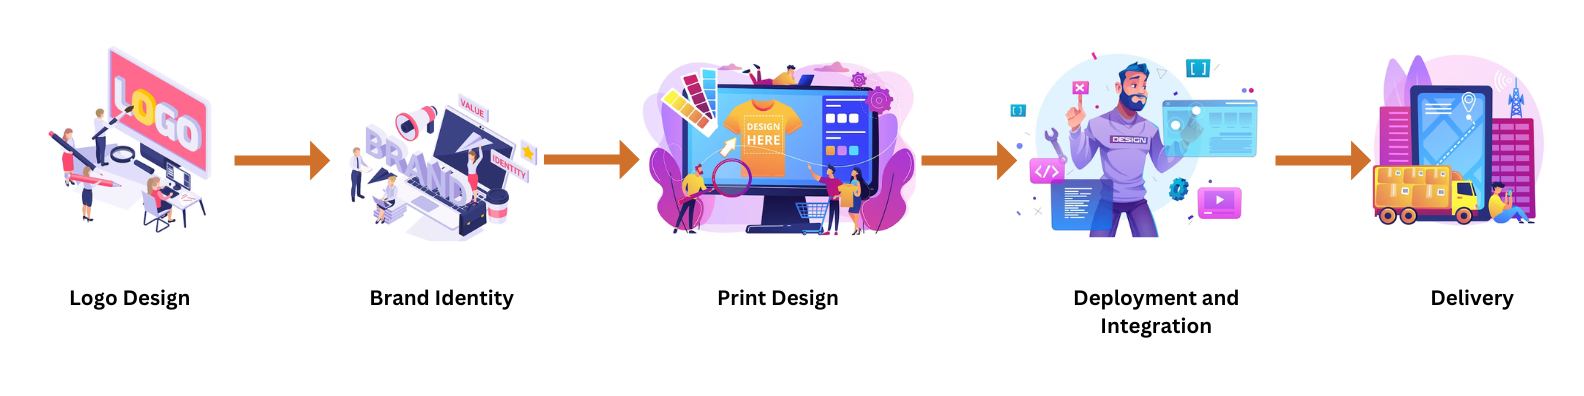 LOGO
BRAND
VALUE
IDENTITY
DESIGN
HERE
[ ]
[ ]
DESIGN
</>
Logo Design
Brand Identity
Print Design
Deployment and
Integration
Delivery